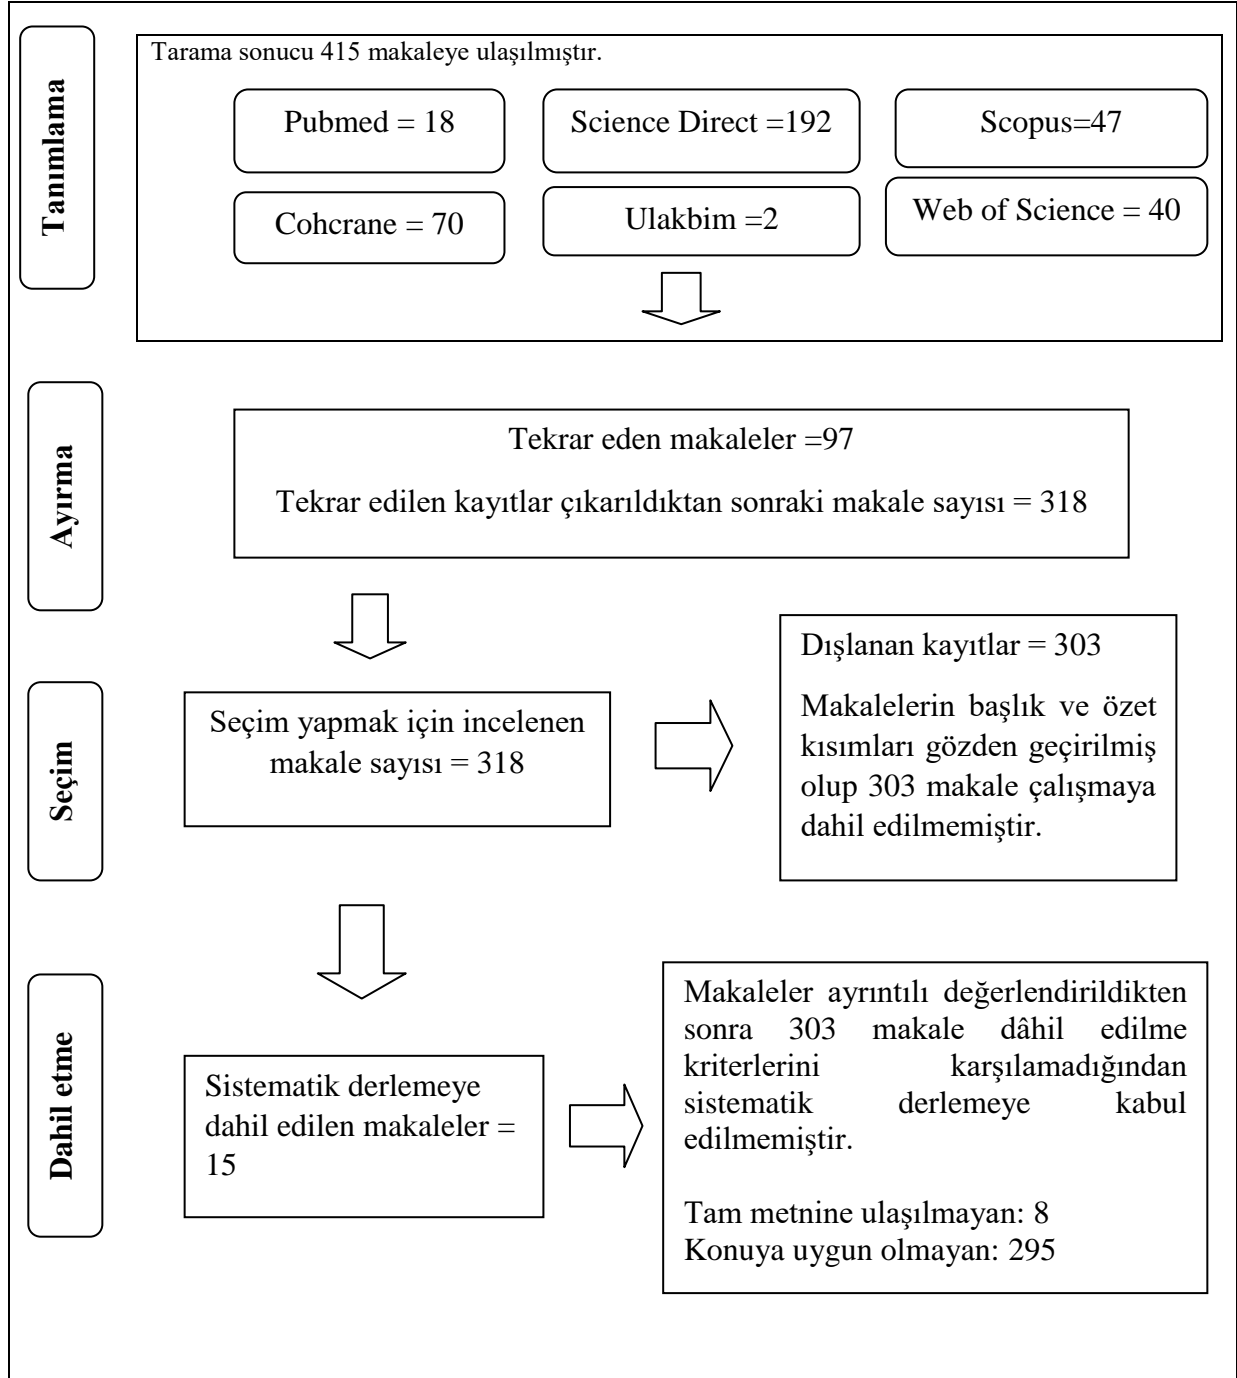 Tanımlama
Tarama sonucu 415 makaleye ulaşılmıştır.
Pubmed = 18
Science Direct =192
Scopus=47
Cohcrane = 70
Ulakbim =2
Web of Science = 40
Ayırma
Tekrar eden makaleler =97
Tekrar edilen kayıtlar çıkarıldıktan sonraki makale sayısı = 318
Seçim
Seçim yapmak için incelenen
makale sayısı = 318
Dışlanan kayıtlar = 303
Makalelerin başlık ve özet
kısımları gözden geçirilmiş
olup 303 makale çalışmaya
dahil edilmemiştir.
Dahil etme
Sistematik derlemeye
dahil edilen makaleler =
15
Makaleler ayrıntılı değerlendirildikten
sonra 303 makale dâhil edilme
kriterlerini karşılamadığından
sistematik derlemeye kabul
edilmemiştir.
Tam metnine ulaşılmayan: 8
Konuya uygun olmayan: 295